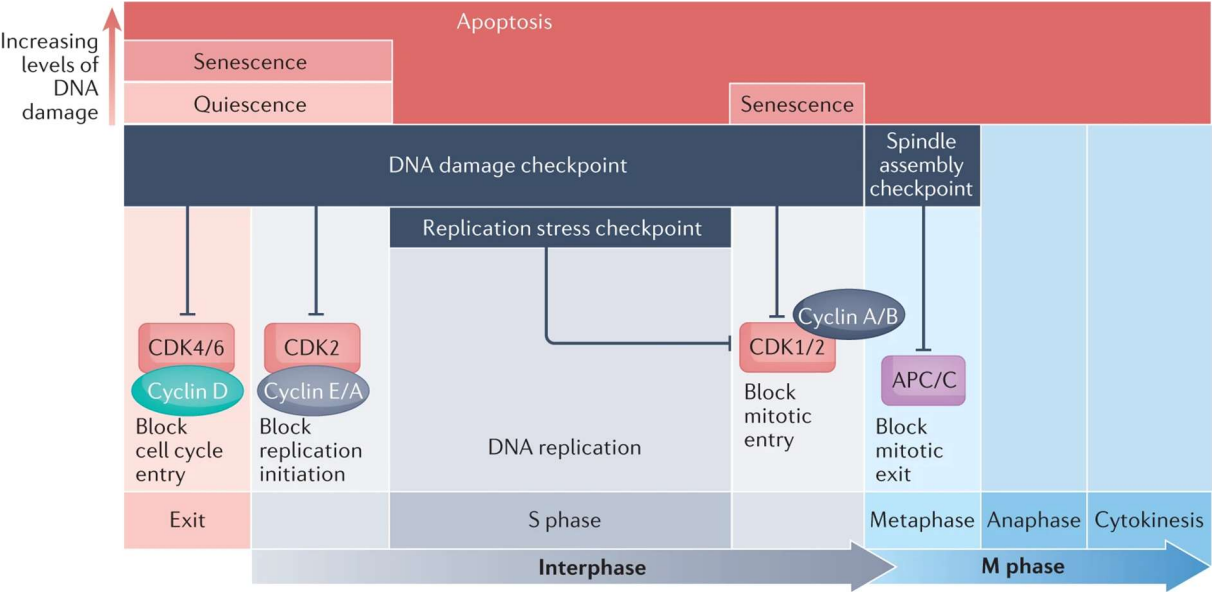 Increasing
levels of
DNA
damage
Apoptosis
Senescence
Quiescence
Senescence
DNA damage checkpoint
Spindle
assembly
checkpoint
Replication stress checkpoint
CDK4/6
Cyclin D
Block
cell cycle
entry
CDK2
Cyclin E/A
Block
replication
initiation
DNA replication
Cyclin A/B
CDK1/2
Block
mitotic
entry
APC/C
Block
mitotic
exit
Exit
S phase
Metaphase
Anaphase
Cytokinesis
Interphase
M phase